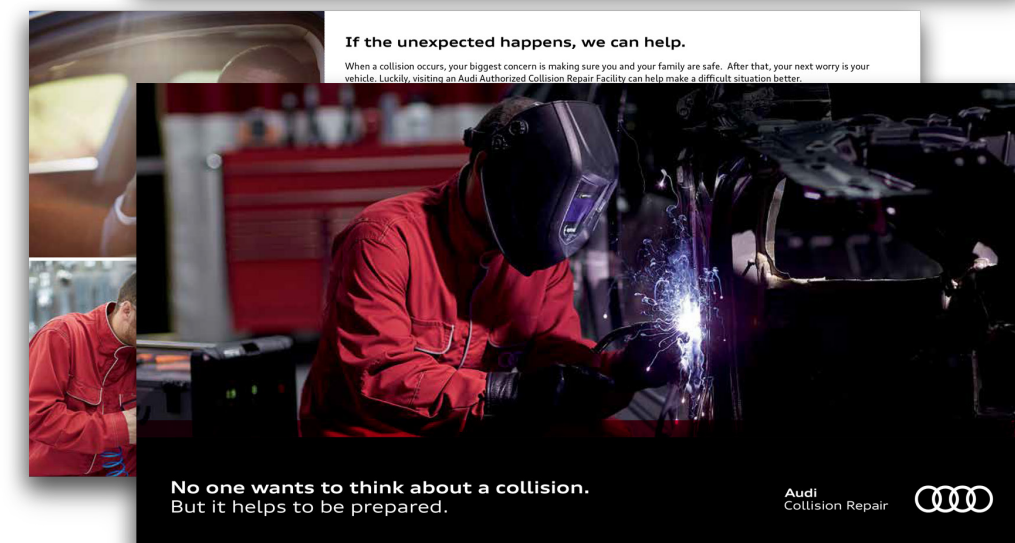 If the unexpected happens, we can help.
When a collision occurs, your biggest concern is making sure you and your family are safe. After that, your next worry is your
vehicle. Luckily, visiting an Audi Authorized Collision Repair Facility can help make a difficult situation better.
No one wants to think about a collision.
But it helps to be prepared.
Audi
Collision Repair